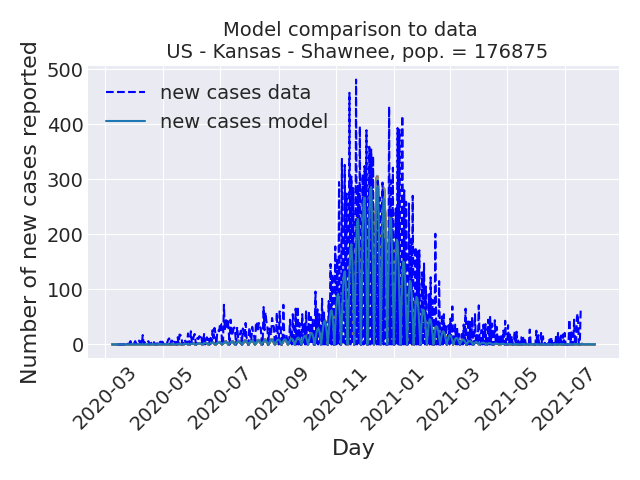 Model comparison to data
US - Kansas - Shawnee, pop. = 176875
Number of new cases reported
500
400
300
200
100
0
new cases data
new cases model
2020-03
2020-05
2020-07
2020-09
2020-11
2021-01
2021-03
2021-05
2021-07
Day